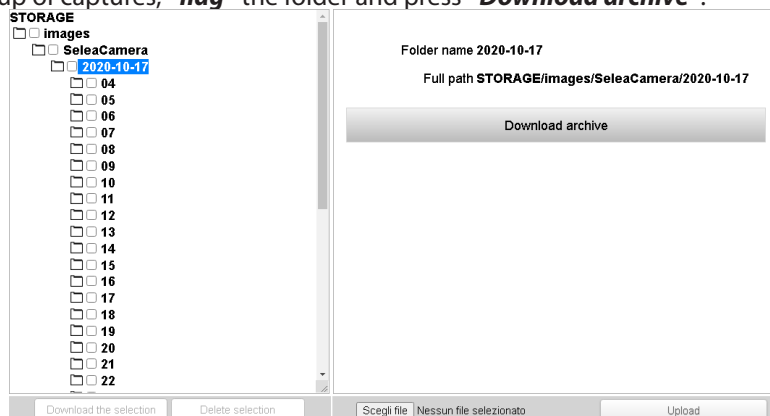 up of captures, "flag" the folder and press "Download archive".
STORAGE
images
SeleaCamera
2020-10-17
04
05
06
07
08
09
10
11
12
13
14
15
16
17
18
19
20
21
22
Folder name 2020-10-17
Full path STORAGE/images/SeleaCamera/2020-10-17
Download archive
Download the selection Delete selection
Scegli file Nessun file selezionato Upload